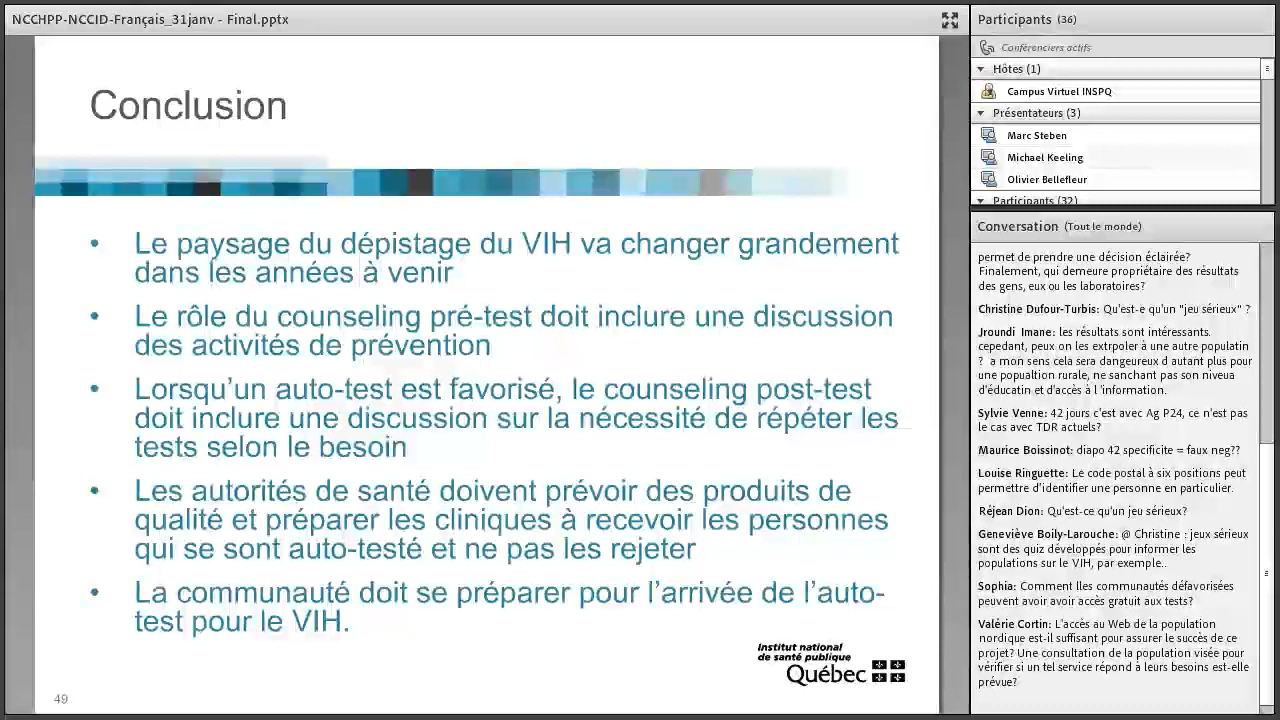 NCCHPP-NCCID-Français_31janv - Final.pptx
Conclusion
• Le paysage du dépistage du VIH va changer grandement
dans les années à venir
• Le rôle du counseling pré-test doit inclure une discussion
des activités de prévention
• Lorsqu’un auto-test est favorisé, le counseling post-test
doit inclure une discussion sur la nécessité de répéter les
tests selon le besoin
• Les autorités de santé doivent prévoir des produits de
qualité et préparer les cliniques à recevoir les personnes
qui se sont auto-testé et ne pas les rejeter
• La communauté doit se préparer pour l’arrivée de l’auto-
test pour le VIH.
Institut national
de santé publique
Québec
49
Participants (36)
Conférenciers actifs
Hôtes (1)
Campus Virtuel INSPQ
Présentateurs (3)
Marc Steben
Michael Keeling
Olivier Bellefleur
Participants (32)
Conversation (Tout le monde)
permet de prendre une décision éclairée?
Finalement, qui demeure propriétaire des résultats
des gens, eux ou les laboratoires?
Christine Dufour-Turbis: Qu'est-e qu'un "jeu sérieux" ?
Jroundi Imane: les résultats sont intéressants.
cepedant, peux on les extrpoler à une autre populatin
? a mon sens cela sera dangeureux d autant plus pour
une popualtion rurale, ne sanchant pas son niveua
d'éducatin et d'accès à l 'information.
Sylvie Venne: 42 jours c'est avec Ag P24, ce n'est pas
le cas avec TDR actuels?
Maurice Boissinot: diapo 42 specificite = faux neg??
Louise Ringuette: Le code postal à six positions peut
permettre d'identifier une personne en particulier.
Réjean Dion: Qu'est-ce qu'un jeu sérieux?
Geneviève Boily-Larouche: @ Christine : jeux sérieux
sont des quiz développés pour informer les
populations sur le VIH, par exemple..
Sophia: Comment lles communautés défavorisées
peuvent avoir avoir accès gratuit aux tests?
Valérie Cortin: L'accès au Web de la population
nordique est-il suffisant pour assurer le succès de ce
projet? Une consultation de la population visée pour
vérifier si un tel service répond à leurs besoins est-elle
prévue?